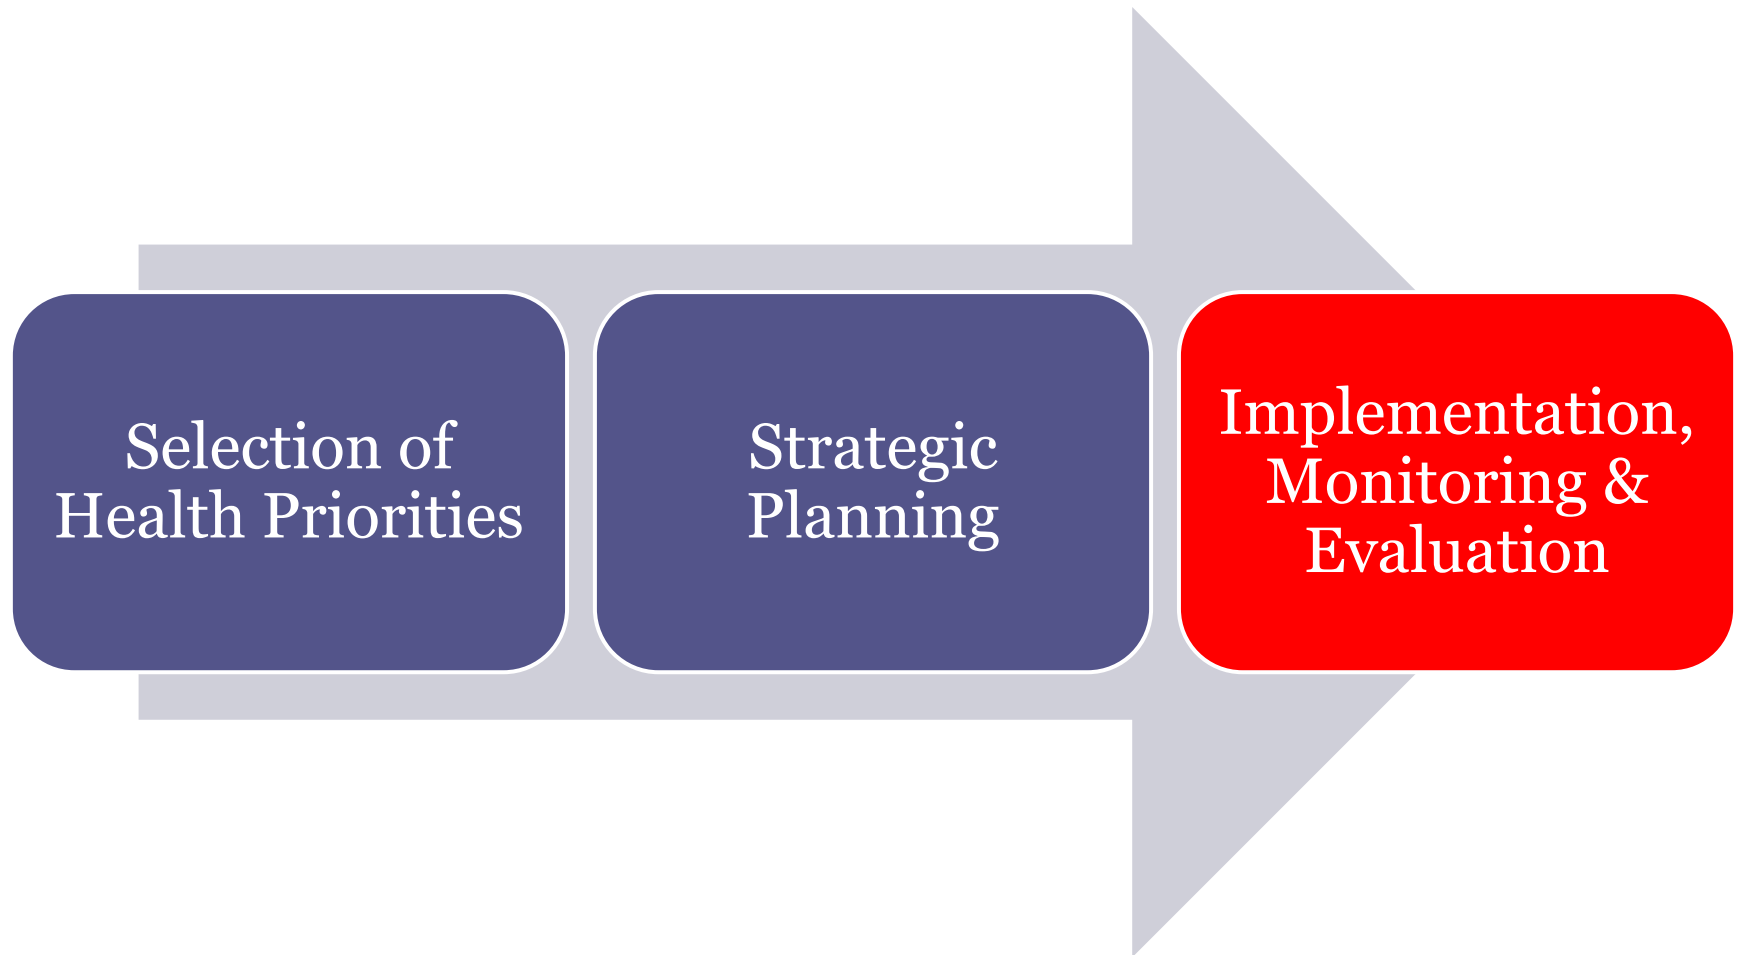 Selection of
Health Priorities
Strategic
Planning
Implementation,
Monitoring &
Evaluation